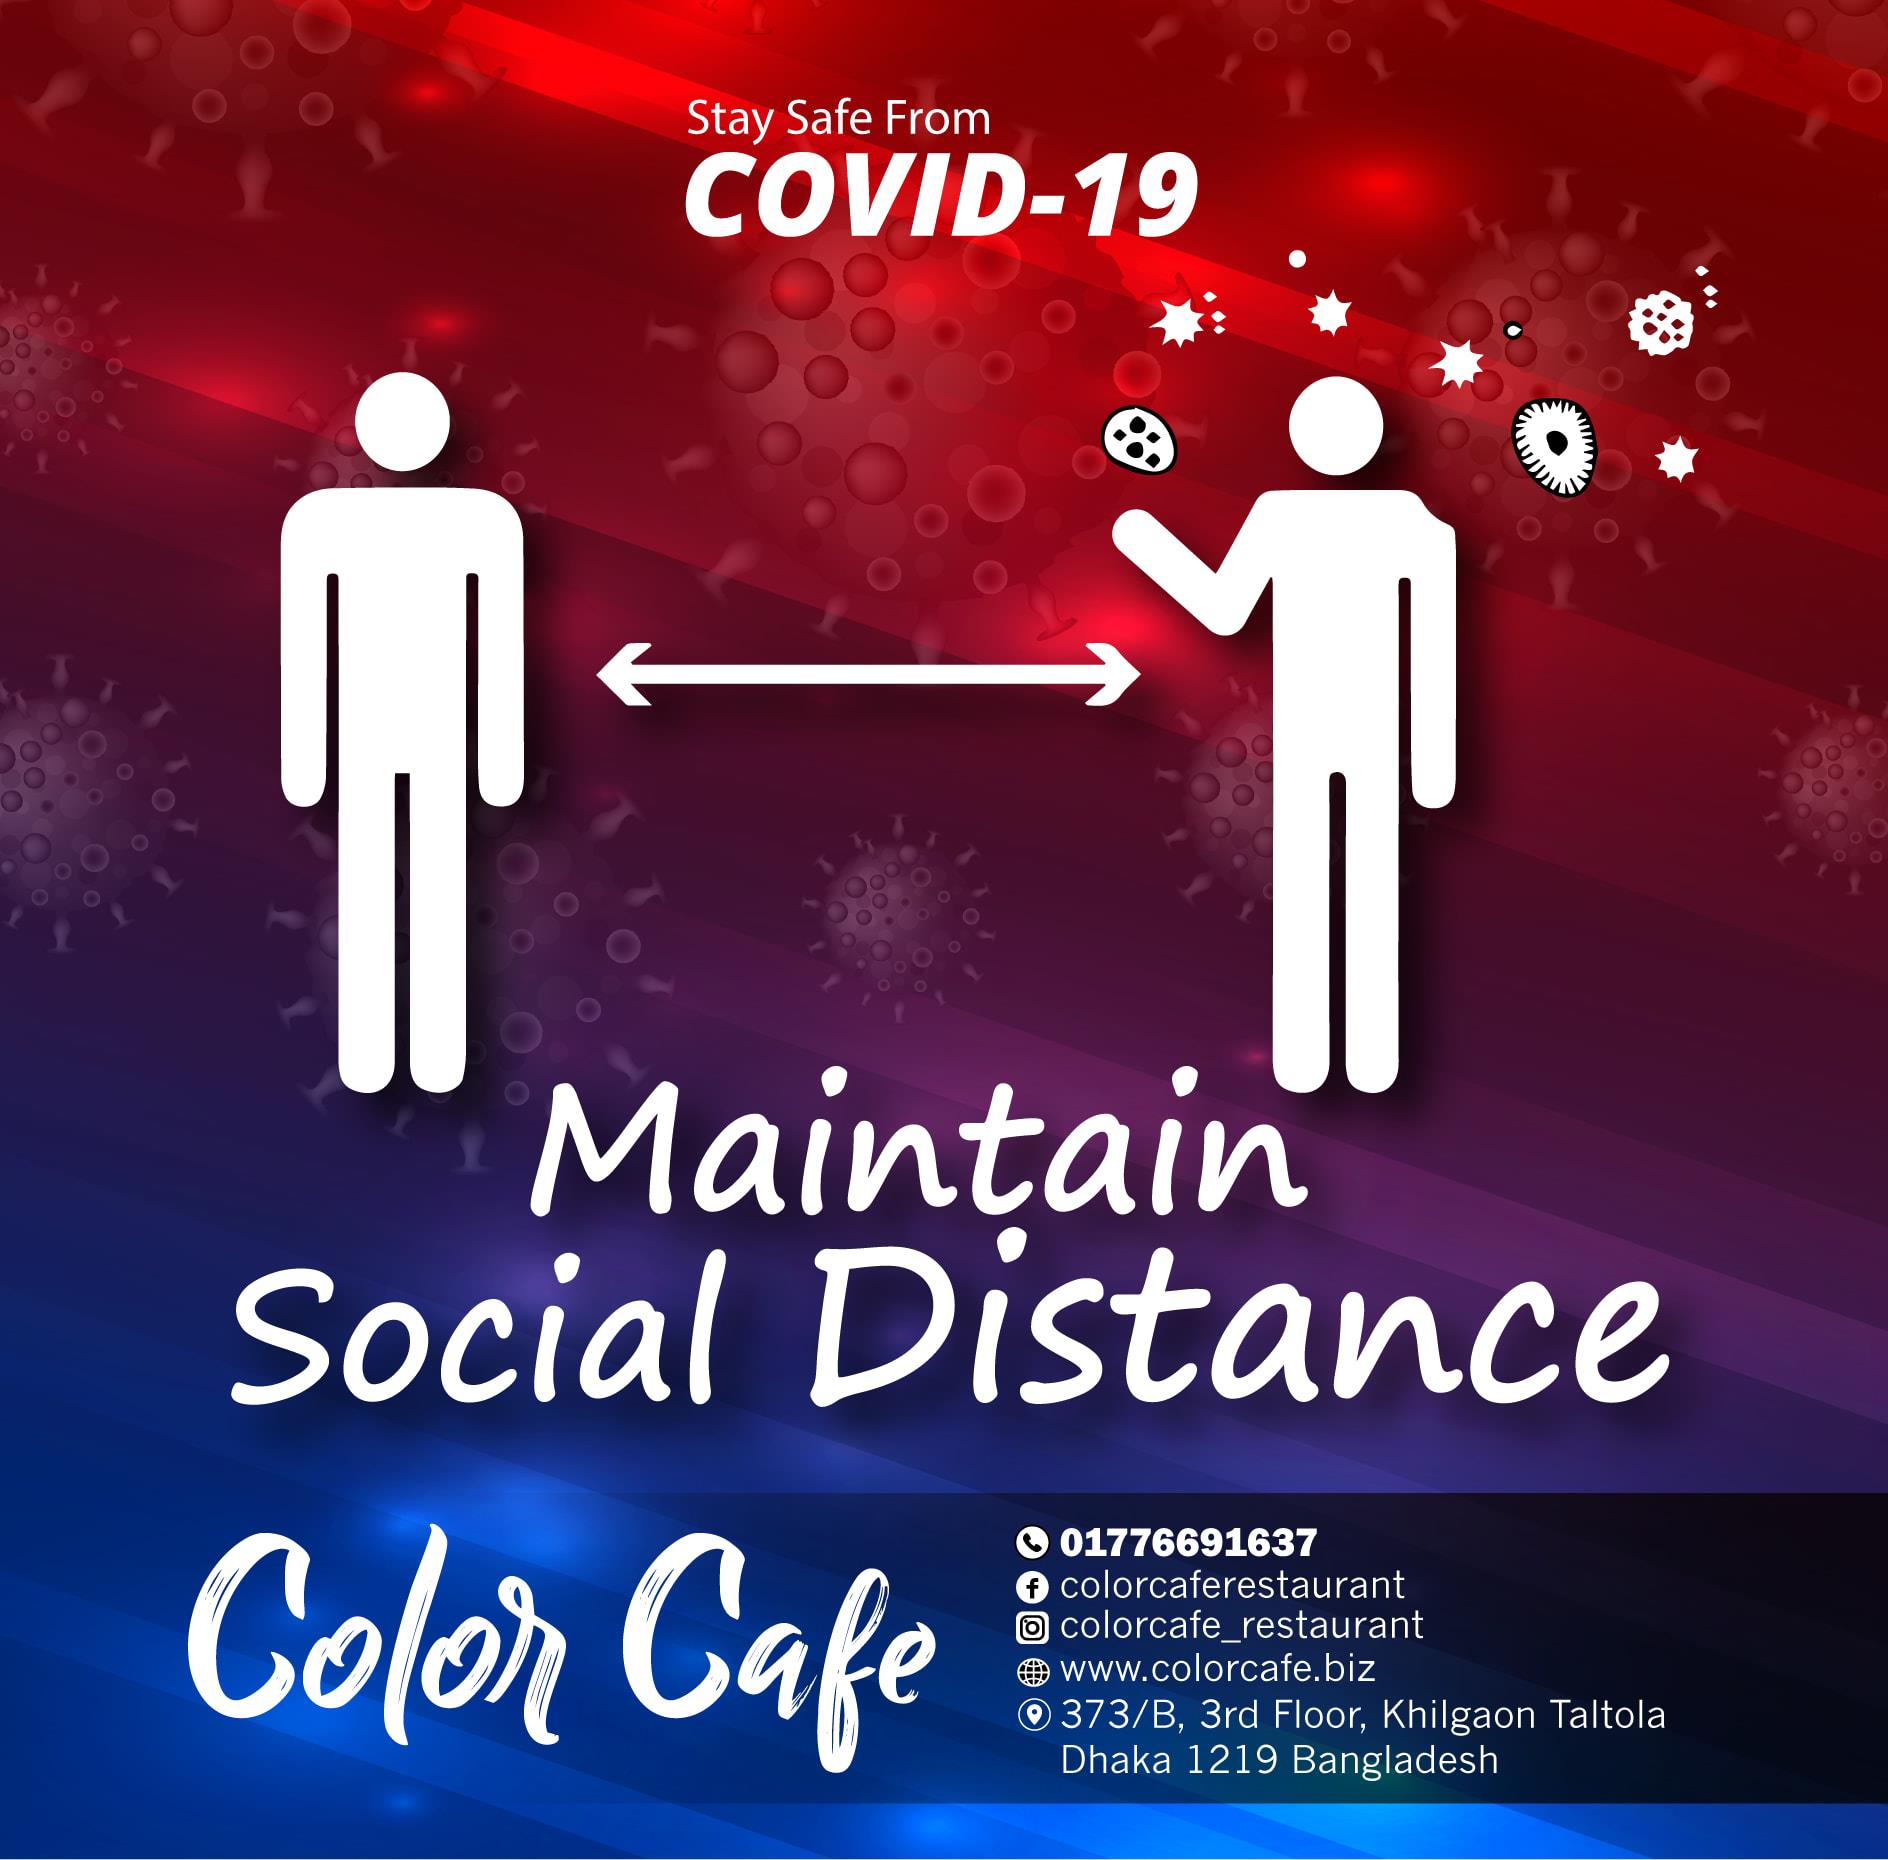 Stay Safe From
COVID-19
Maintain
Social Distance
Color Cafe
01776691637
colorcaferestaurant
colorcafe_restaurant
www.colorcafe.biz
373/B, 3rd Floor, Khilgaon Taltola
Dhaka 1219 Bangladesh